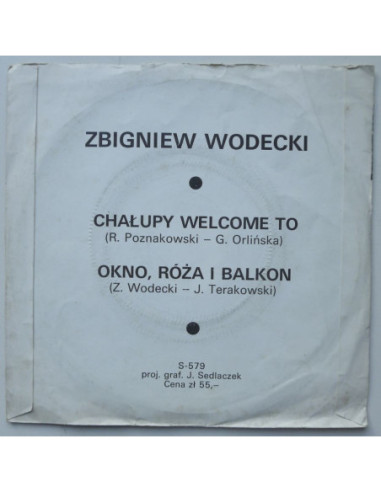 ZBIGNIEW WODECKI
CHAŁUPY WELCOME TO
(R. Poznakowski – G. Orlińska)
OKNO, RÓŻA I BALKON
(Z. Wodecki – J. Terakowski)
S-579
proj. graf. J. Sedlaczek
Cena zł 55,–